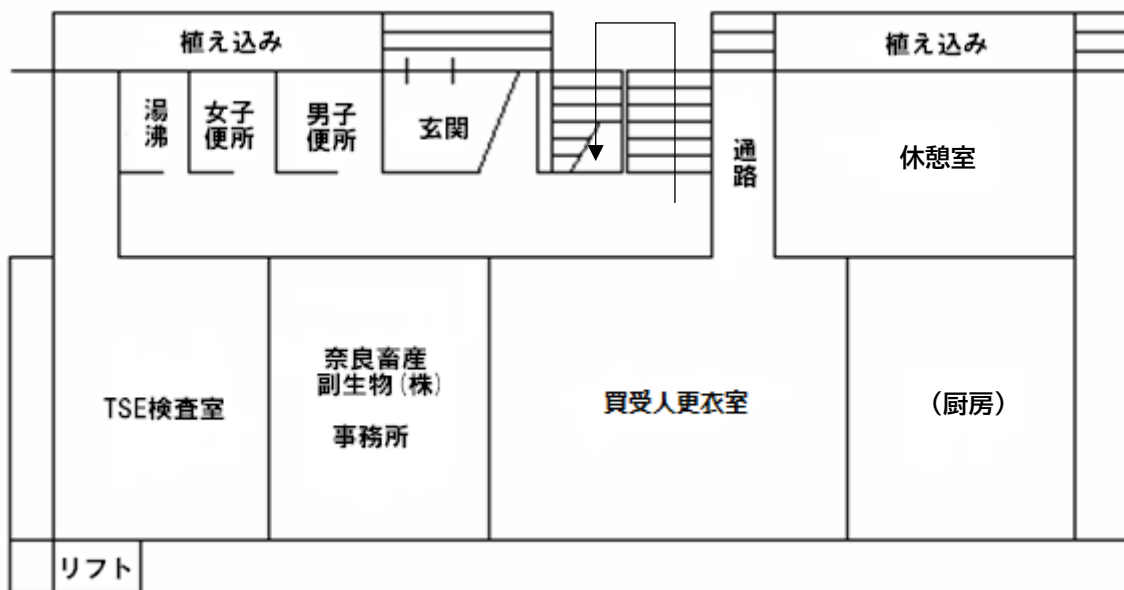 植え込み
植え込み
湯沸
女子
便所
男子
便所
玄関
通路
休憩室
TSE検査室
奈良畜産
副生物(株)
事務所
買受人更衣室
(厨房)
リフト